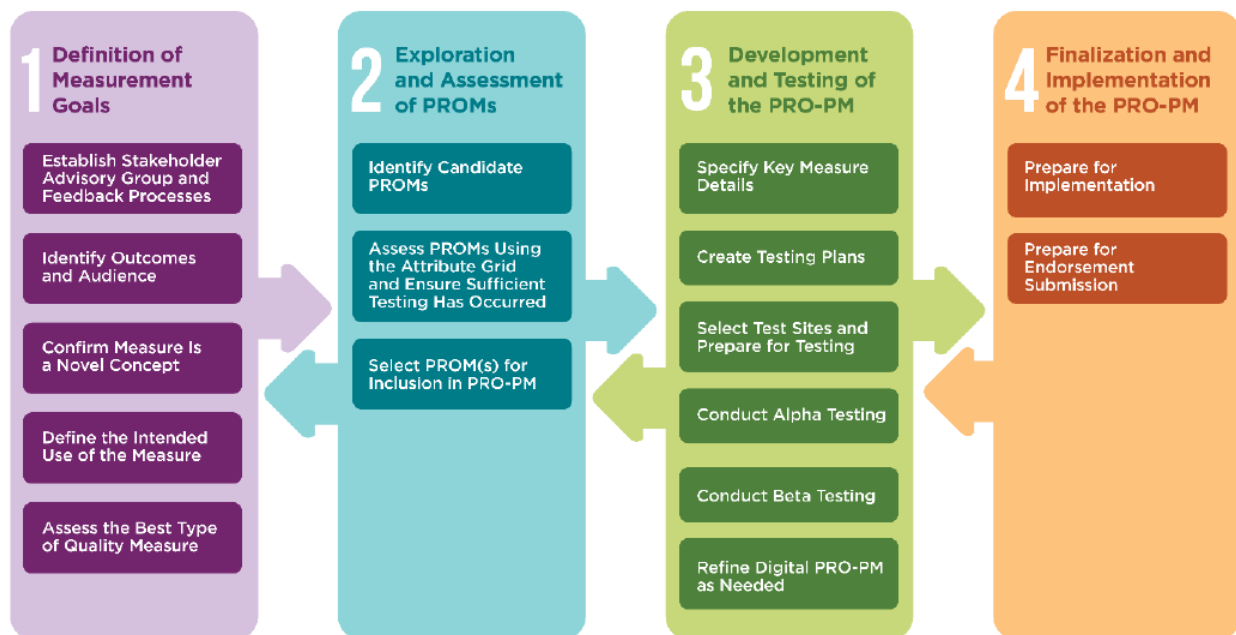 1
Definition of
Measurement
Goals
Establish Stakeholder
Advisory Group and
Feedback Processes
Identify Outcomes
and Audience
Confirm Measure Is
a Novel Concept
Define the Intended
Use of the Measure
Assess the Best Type
of Quality Measure
2
Exploration
and Assessment
of PROMs
Identify Candidate
PROMs
Assess PROMs Using
the Attribute Grid
and Ensure Sufficient
Testing Has Occurred
Select PROM(s) for
Inclusion in PRO-PM
3
Development
and Testing of
the PRO-PM
Specify Key Measure
Details
Create Testing Plans
Select Test Sites and
Prepare for Testing
Conduct Alpha Testing
Conduct Beta Testing
Refine Digital PRO-PM
as Needed
4
Finalization and
Implementation
of the PRO-PM
Prepare for
Implementation
Prepare for
Endorsement
Submission